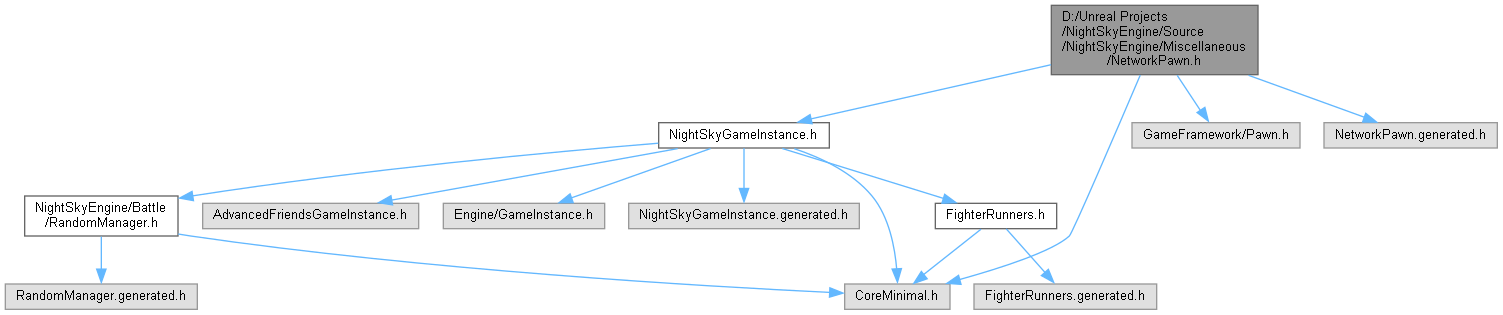 D:/Unreal Projects
/NightSkyEngine/Source
/NightSkyEngine/Miscellaneous
/NetworkPawn.h
NightSkyGameInstance.h
GameFramework/Pawn.h
NetworkPawn.generated.h
NightSkyEngine/Battle
/RandomManager.h
AdvancedFriendsGameInstance.h
Engine/GameInstance.h
NightSkyGameInstance.generated.h
FighterRunners.h
RandomManager.generated.h
CoreMinimal.h
FighterRunners.generated.h